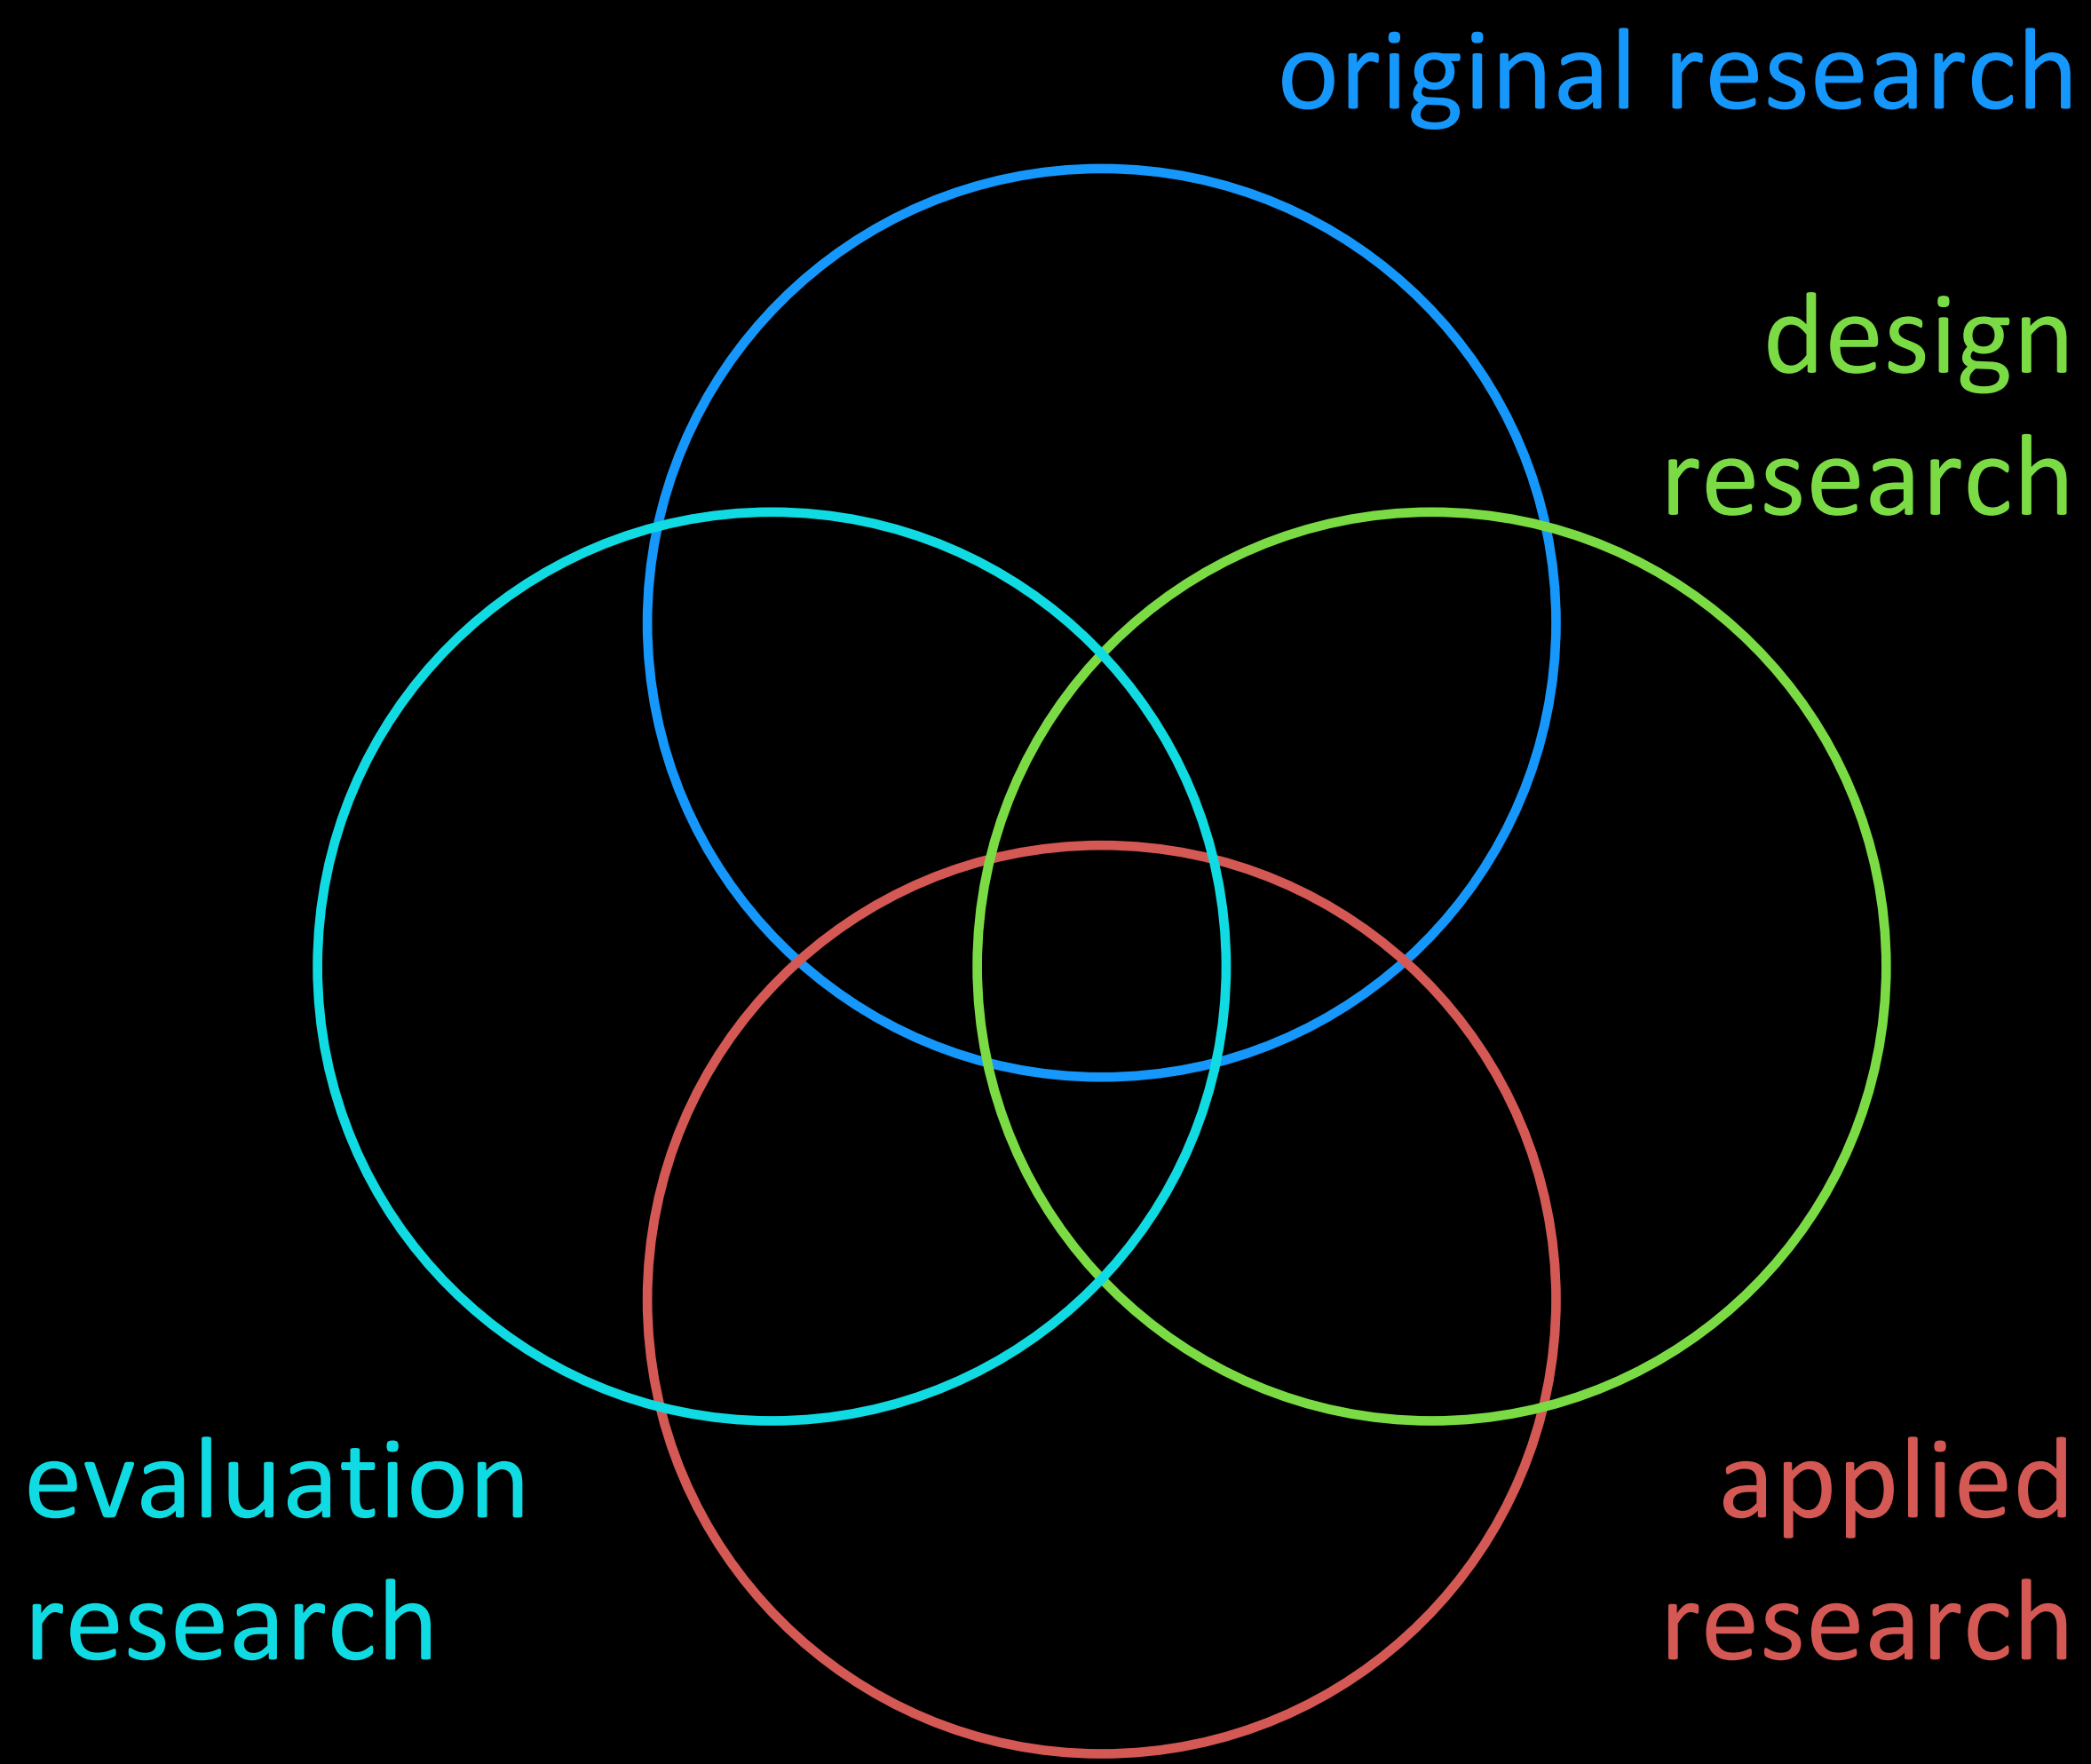 original research
design
research
evaluation
research
applied
research